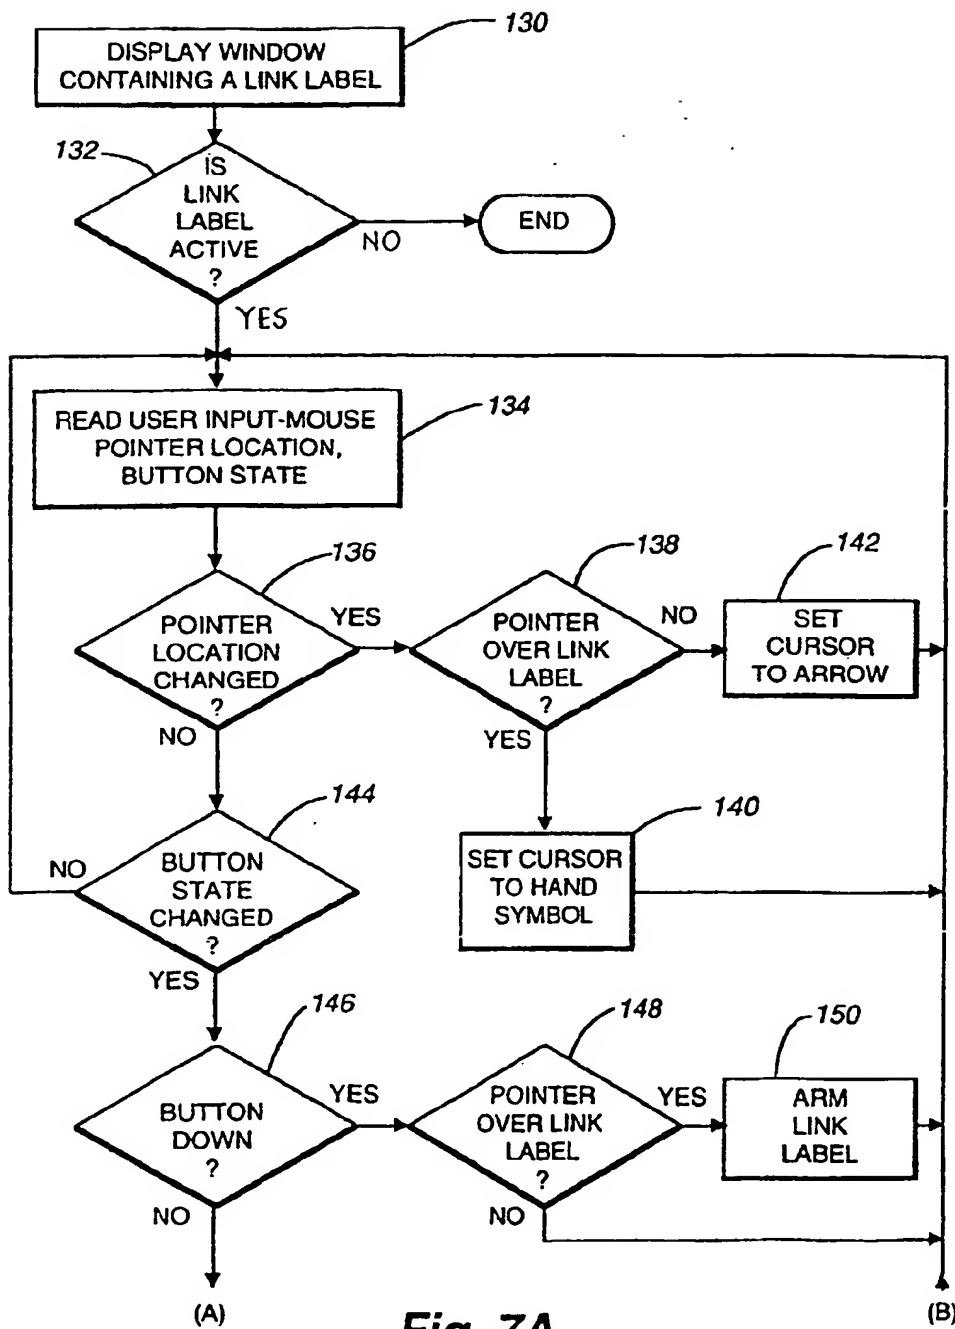 130
DISPLAY WINDOW
CONTAINING A LINK LABEL
132
IS
LINK
LABEL
ACTIVE
?
NO
END
YES
134
READ USER INPUT-MOUSE
POINTER LOCATION,
BUTTON STATE
136
POINTER
LOCATION
CHANGED
?
YES
NO
138
POINTER
OVER LINK
LABEL
?
NO
YES
142
SET
CURSOR
TO ARROW
140
SET CURSOR
TO HAND
SYMBOL
144
BUTTON
STATE
CHANGED
?
NO
YES
146
BUTTON
DOWN
?
YES
NO
148
POINTER
OVER LINK
LABEL
?
YES
NO
150
ARM
LINK
LABEL
(A)
(B)
Fig. 7A